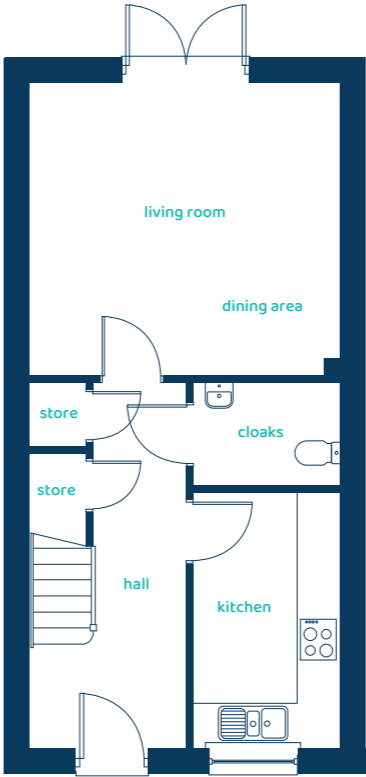 living room
dining area
store
cloaks
store
hall
kitchen